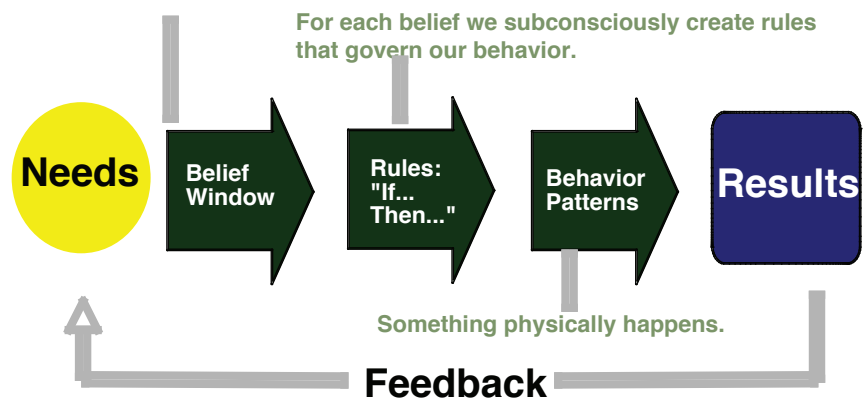 For each belief we subconsciously create rules
that govern our behavior.
Needs
Belief
Window
Rules:
"If...
Then..."
Behavior
Patterns
Results
Something physically happens.
Feedback